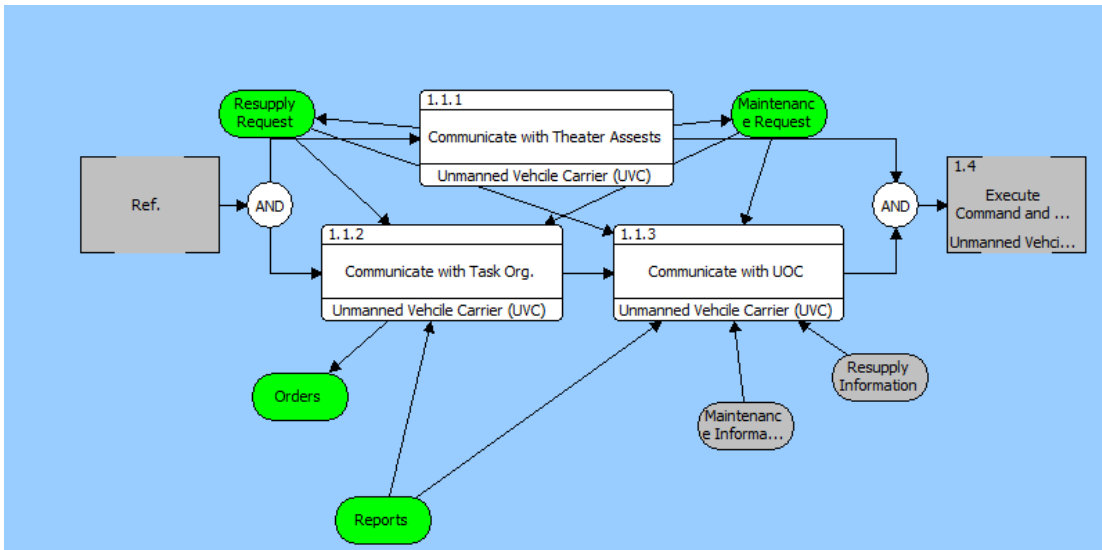 1.1.1
Resupply
Request
Communicate with Theater Assests
Maintenanc
e Request
Unmanned Vehcile Carrier (UVC)
Ref.
AND
AND
1.4
Execute
Command and ...
Unmanned Vehci...
1.1.2
Communicate with Task Org.
Unmanned Vehcile Carrier (UVC)
1.1.3
Communicate with UOC
Unmanned Vehcile Carrier (UVC)
Orders
Resupply
Information
Maintenanc
e Informa...
Reports